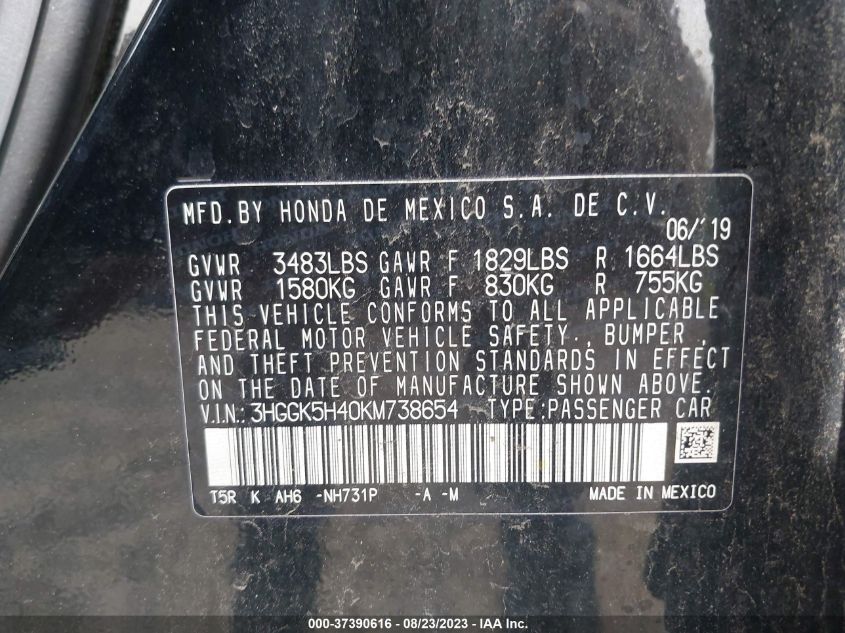 MFD.BY HONDA DE MEXICO S.A. DE C.V.
06/'19
GVWR 3483LBS GAWR F 1829LBS R 1664LBS
GVWR 1580KG GAWR F 830KG R 755KG
THIS VEHICLE CONFORMS TO ALL APPLICABLE
FEDERAL MOTOR VEHICLE SAFETY , BUMPER ,
AND THEFT PREVENTION STANDARDS IN EFFECT
ON THE DATE OF MANUFACTURE SHOWN ABOVE.
V.I.N.: 3HGGK5H40KM738654 TYPE:PASSENGER CAR
T5R K AH6 -NH731P -A -M MADE IN MEXICO
000-37390616 - 08/23/2023 - Copyright © 2023 IAA, Inc.